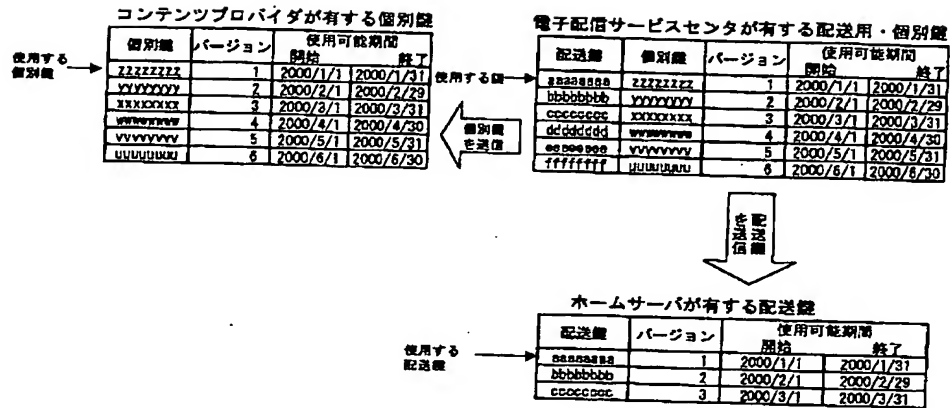 コンテンツプロバイダが有する個別鍵
使用する
個別鍵
個別鍵 バージョン 使用可能期間
開始 終了
zzzzzzzz 1 2000/1/1 2000/1/31
yyyyyyyy 2 2000/2/1 2000/2/29
xxxxxxxx 3 2000/3/1 2000/3/31
wwwwwwww 4 2000/4/1 2000/4/30
vvvvvvvv 5 2000/5/1 2000/5/31
uuuuuuuu 6 2000/6/1 2000/6/30
電子配信サービスセンタが有する配送用・個別鍵
使用する鍵
配送鍵 個別鍵 バージョン 使用可能期間
開始 終了
aaaaaaaa zzzzzzzz 1 2000/1/1 2000/1/31
bbbbbbbb yyyyyyyy 2 2000/2/1 2000/2/29
cccccccc xxxxxxxx 3 2000/3/1 2000/3/31
dddddddd wwwwwwww 4 2000/4/1 2000/4/30
eeeeeeee vvvvvvvv 5 2000/5/1 2000/5/31
ffffffff uuuuuuuu 6 2000/6/1 2000/6/30
個別鍵
を送信
配送鍵
を送信
ホームサーバが有する配送鍵
使用する
配送鍵
配送鍵 バージョン 使用可能期間
開始 終了
aaaaaaaa 1 2000/1/1 2000/1/31
bbbbbbbb 2 2000/2/1 2000/2/29
cccccccc 3 2000/3/1 2000/3/31